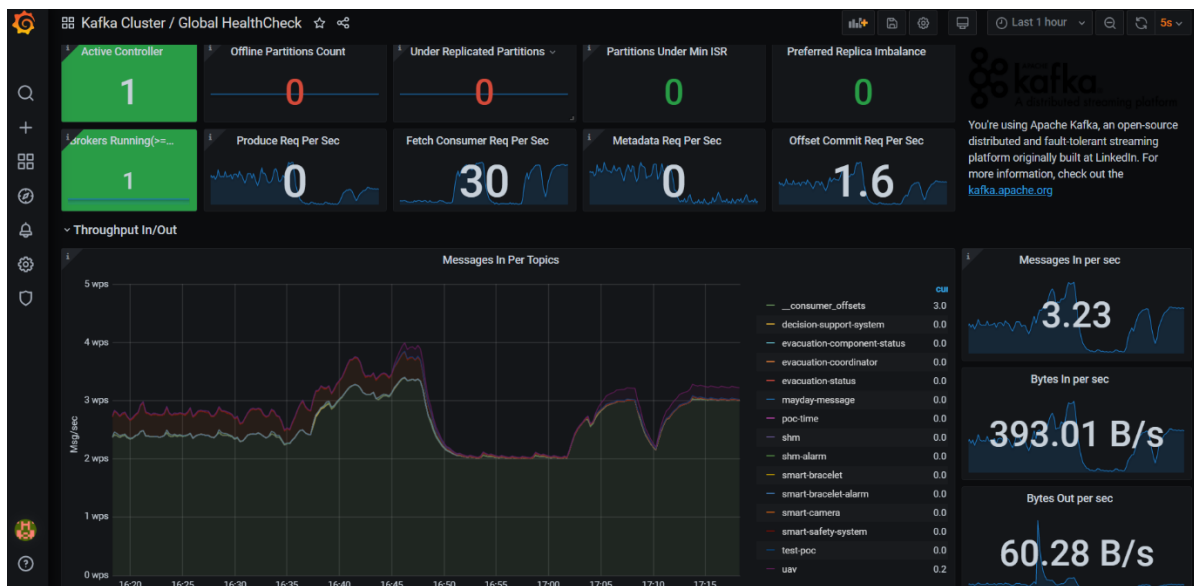 Kafka Cluster / Global HealthCheck
Last 1 hour
5s
Active Controller
1
Offline Partitions Count
0
Under Replicated Partitions
0
Partitions Under Min ISR
0
Preferred Replica Imbalance
0
APACHE
kafka
A distributed streaming platform
You're using Apache Kafka, an open-source
distributed and fault-tolerant streaming
platform originally built at LinkedIn. For
more information, check out the
kafka.apache.org
Brokers Running(>=...
1
Produce Req Per Sec
0
Fetch Consumer Req Per Sec
30
Metadata Req Per Sec
0
Offset Commit Req Per Sec
1.6
Throughput In/Out
Messages In Per Topics
Msg/sec
5 wps
4 wps
3 wps
2 wps
1 wps
0 wps
16:20 16:25 16:30 16:35 16:40 16:45 16:50 16:55 17:00 17:05 17:10 17:15
__consumer_offsets 3.0
decision-support-system 0.0
evacuation-component-status 0.0
evacuation-coordinator 0.0
evacuation-status 0.0
mayday-message 0.0
poc-time 0.0
shm 0.0
shm-alarm 0.0
smart-bracelet 0.0
smart-bracelet-alarm 0.0
smart-camera 0.0
smart-safety-system 0.0
test-poc 0.0
uav 0.2
Messages In per sec
3.23
Bytes In per sec
393.01 B/s
Bytes Out per sec
60.28 B/s